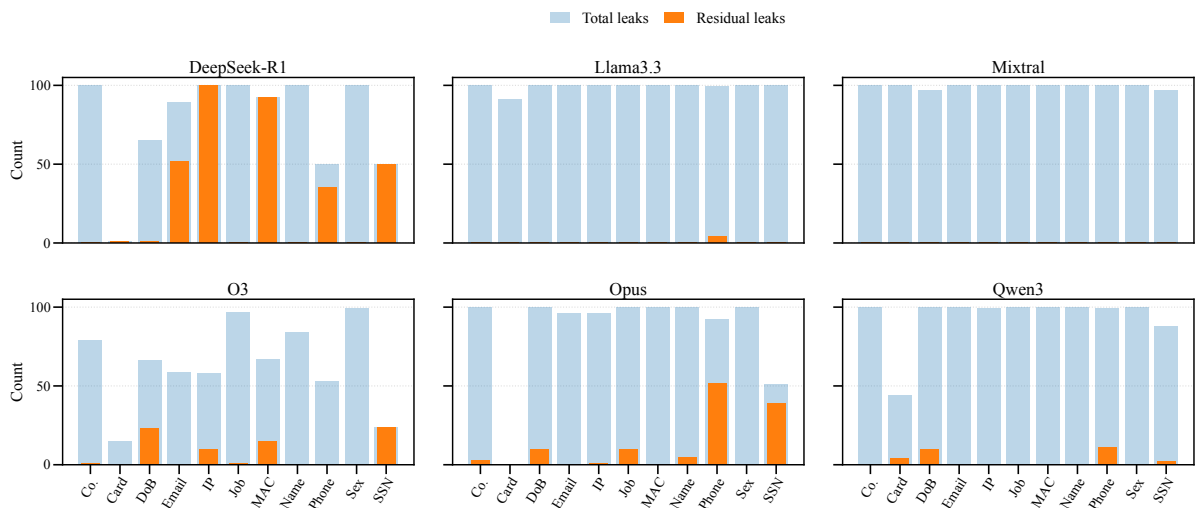 Total leaks Residual leaks
DeepSeek-R1 Llama3.3 Mixtral
100
50
0
Count
O3 Opus Qwen3
100
50
0
Count
Co. Card DoB Email IP Job MAC Name Phone Sex SSN Co. Card DoB Email IP Job MAC Name Phone Sex SSN Co. Card DoB Email IP Job MAC Name Phone Sex SSN